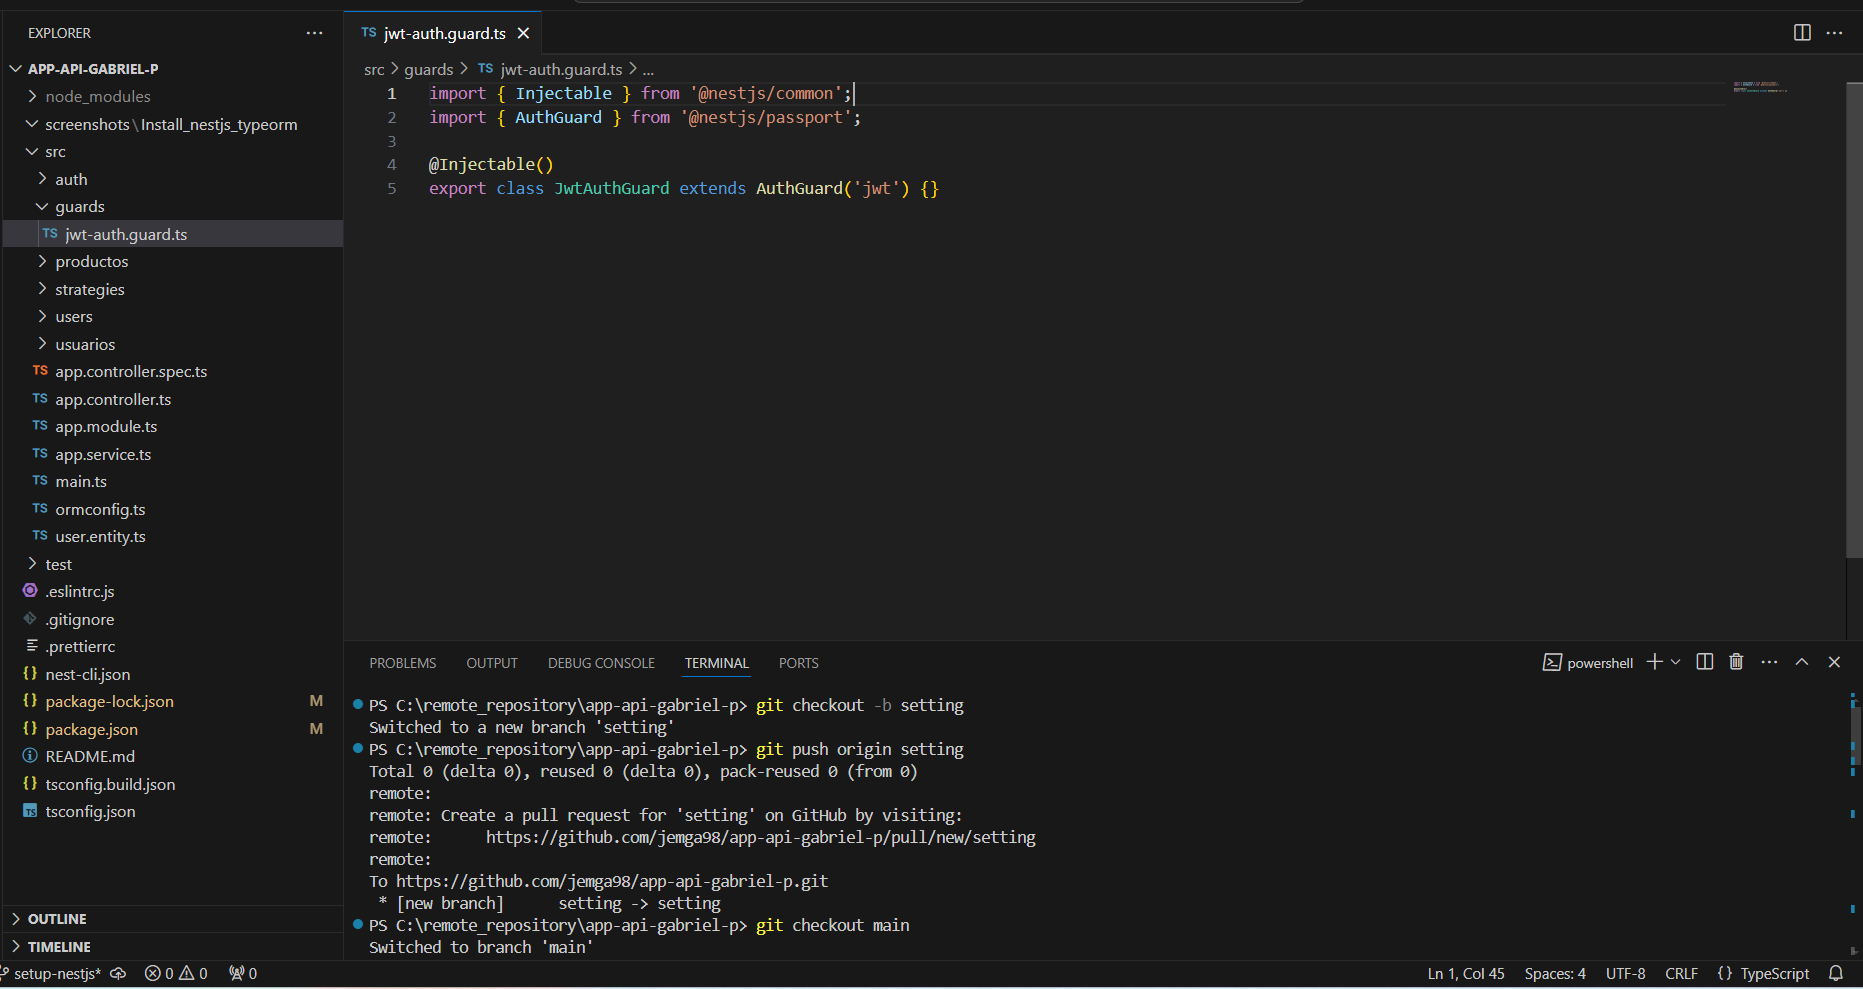 EXPLORER
APP-API-GABRIEL-P
node_modules
screenshots\Install_nestjs_typeorm
src
auth
guards
TS jwt-auth.guard.ts
productos
strategies
users
usuarios
TS app.controller.spec.ts
TS app.controller.ts
TS app.module.ts
TS app.service.ts
TS main.ts
TS ormconfig.ts
TS user.entity.ts
test
.eslintrc.js
.gitignore
.prettierrc
{} nest-cli.json
{} package-lock.json M
{} package.json M
README.md
{} tsconfig.build.json
TS tsconfig.json
OUTLINE
TIMELINE
TS jwt-auth.guard.ts
src > guards > TS jwt-auth.guard.ts > ...
1 import { Injectable } from '@nestjs/common';
2 import { AuthGuard } from '@nestjs/passport';
3
4 @Injectable()
5 export class JwtAuthGuard extends AuthGuard('jwt') {}
PROBLEMS OUTPUT DEBUG CONSOLE TERMINAL PORTS powershell
PS C:\remote_repository\app-api-gabriel-p> git checkout -b setting
Switched to a new branch 'setting'
PS C:\remote_repository\app-api-gabriel-p> git push origin setting
Total 0 (delta 0), reused 0 (delta 0), pack-reused 0 (from 0)
remote:
remote: Create a pull request for 'setting' on GitHub by visiting:
remote:      https://github.com/jemga98/app-api-gabriel-p/pull/new/setting
remote:
To https://github.com/jemga98/app-api-gabriel-p.git
 * [new branch]      setting -> setting
PS C:\remote_repository\app-api-gabriel-p> git checkout main
Switched to branch 'main'
setup-nestjs* 0 0 0 Ln 1, Col 45 Spaces: 4 UTF-8 CRLF {} TypeScript